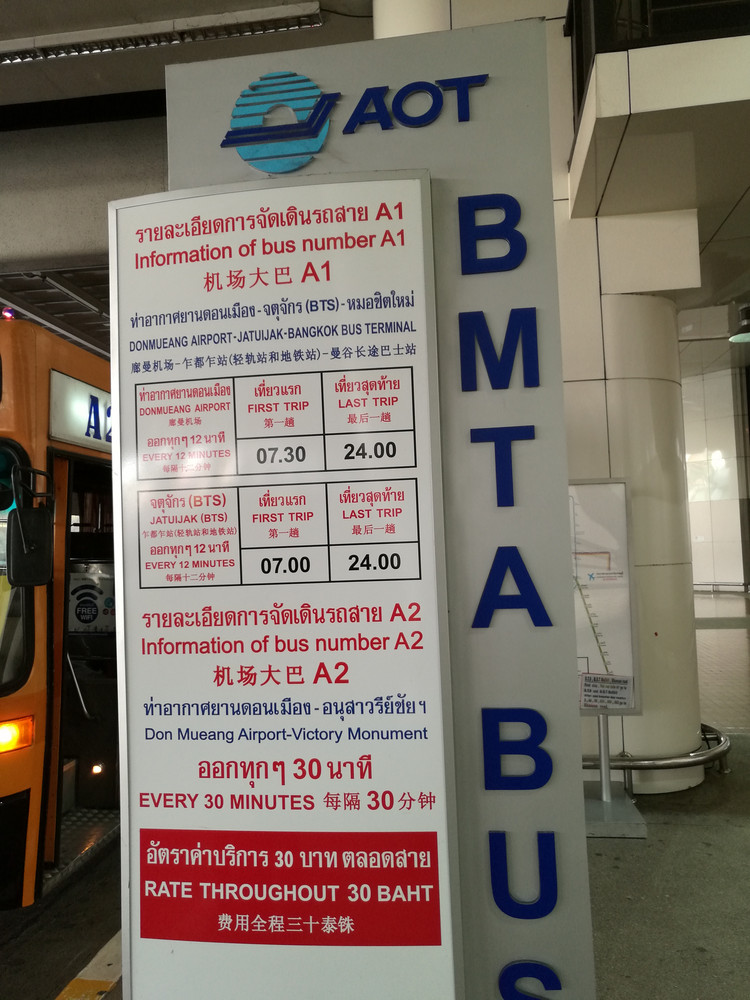 AOT
BMTA BUS
รายละเอียดการจัดเดินรถสาย A1
Information of bus number A1
机场大巴 A1
ท่าอากาศยานดอนเมือง-จตุจักร (BTS)-หมอชิตใหม่
DONMUEANG AIRPORT-JATUIJAK-BANGKOK BUS TERMINAL
廊曼机场-乍都乍站(轻轨站和地铁站)-曼谷长途巴士站
ท่าอากาศยานดอนเมือง
DONMUEANG AIRPORT
廊曼机场
ออกทุกๆ 12 นาที
EVERY 12 MINUTES
每隔十二分钟
เที่ยวแรก
FIRST TRIP
第一趟
07.30
เที่ยวสุดท้าย
LAST TRIP
最后一趟
24.00
จตุจักร (BTS)
JATUIJAK (BTS)
乍都乍站(轻轨站和地铁站)
ออกทุกๆ 12 นาที
EVERY 12 MINUTES
每隔十二分钟
เที่ยวแรก
FIRST TRIP
第一趟
07.00
เที่ยวสุดท้าย
LAST TRIP
最后一趟
24.00
รายละเอียดการจัดเดินรถสาย A2
Information of bus number A2
机场大巴 A2
ท่าอากาศยานดอนเมือง - อนุสาวรีย์ชัย ฯ
Don Mueang Airport-Victory Monument
ออกทุกๆ 30 นาที
EVERY 30 MINUTES 每隔 30 分钟
อัตราค่าบริการ 30 บาท ตลอดสาย
RATE THROUGHOUT 30 BAHT
费用全程三十泰铢
FREE
WiFi